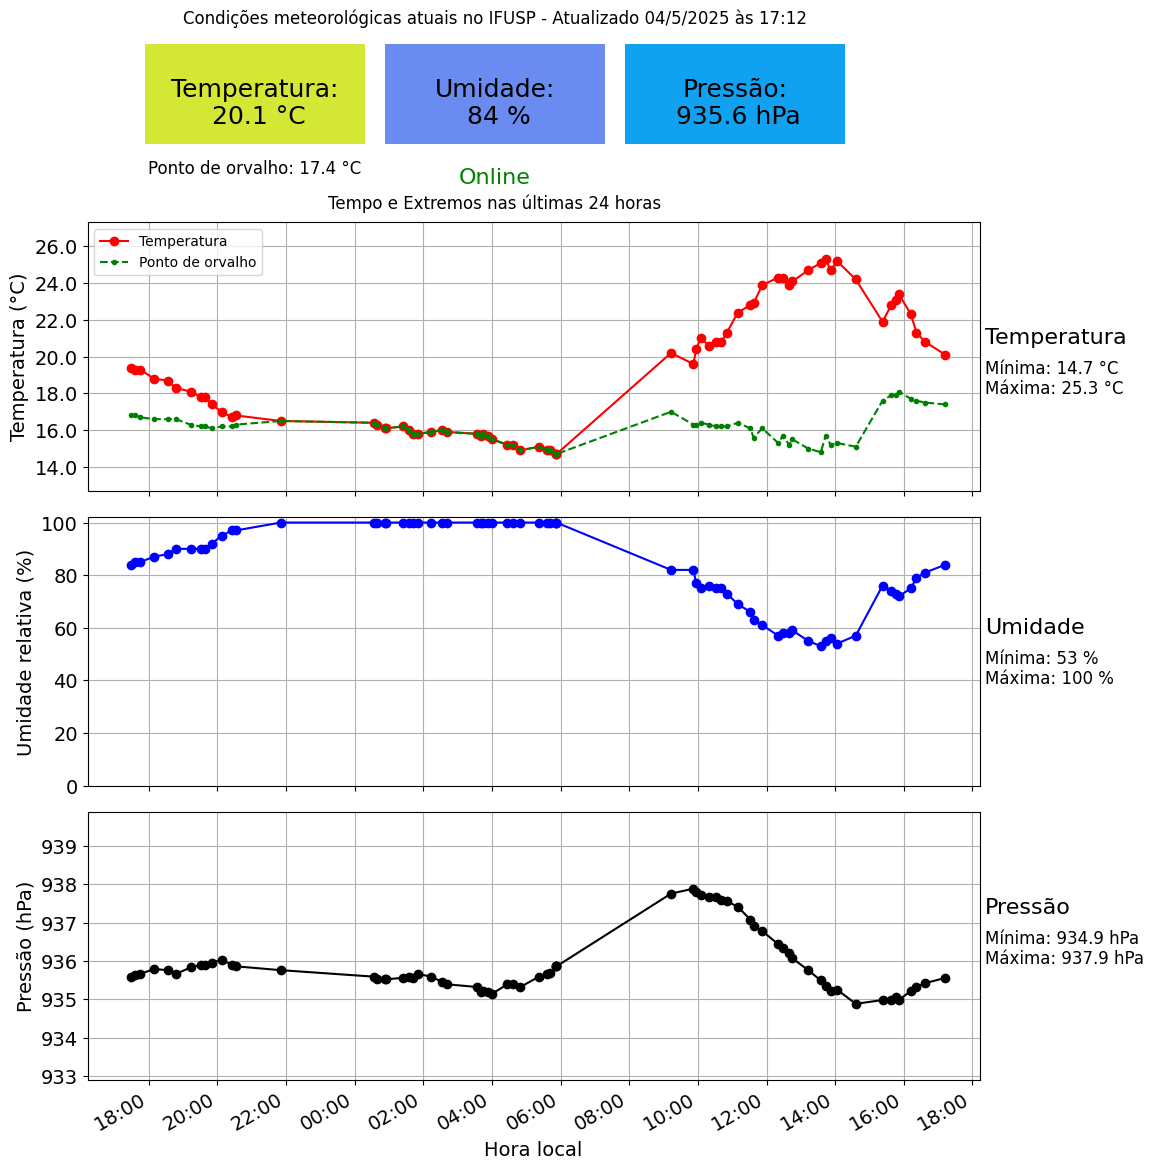 Condições meteorológicas atuais no IFUSP - Atualizado 04/5/2025 às 17:12
Temperatura:
20.1 °C
Umidade:
84 %
Pressão:
935.6 hPa
Ponto de orvalho: 17.4 °C
Online
Tempo e Extremos nas últimas 24 horas
Temperatura (°C)
26.0
24.0
22.0
20.0
18.0
16.0
14.0
Temperatura
Ponto de orvalho
Temperatura
Mínima: 14.7 °C
Máxima: 25.3 °C
Umidade relativa (%)
100
80
60
40
20
0
Umidade
Mínima: 53 %
Máxima: 100 %
Pressão (hPa)
939
938
937
936
935
934
933
Pressão
Mínima: 934.9 hPa
Máxima: 937.9 hPa
18:00 20:00 22:00 00:00 02:00 04:00 06:00 08:00 10:00 12:00 14:00 16:00 18:00
Hora local